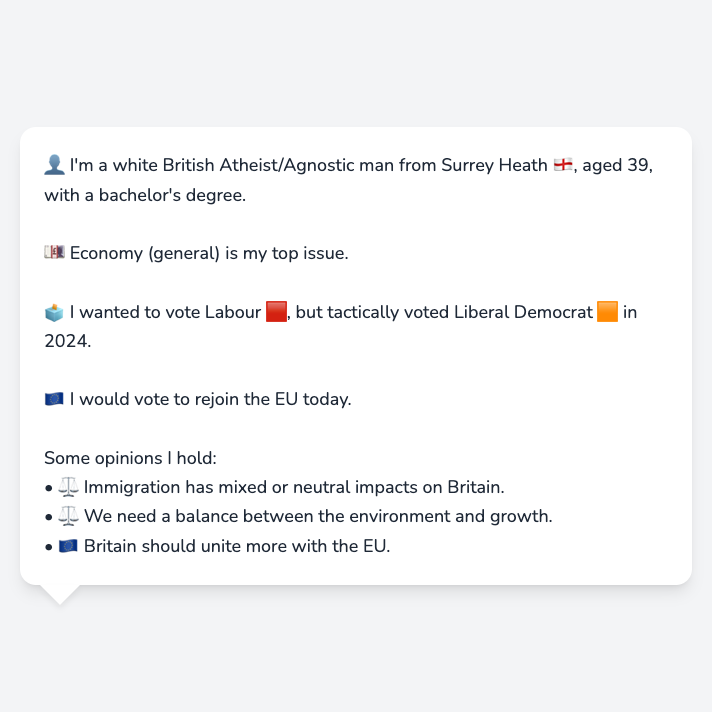 👤 I'm a white British Atheist/Agnostic man from Surrey Heath 🏴󠁧󠁢󠁥󠁮󠁧󠁿, aged 39,
with a bachelor's degree.
💷 Economy (general) is my top issue.
🗳️ I wanted to vote Labour 🟥, but tactically voted Liberal Democrat 🟧 in
2024.
🇪🇺 I would vote to rejoin the EU today.
Some opinions I hold:
• ⚖️ Immigration has mixed or neutral impacts on Britain.
• ⚖️ We need a balance between the environment and growth.
• 🇪🇺 Britain should unite more with the EU.